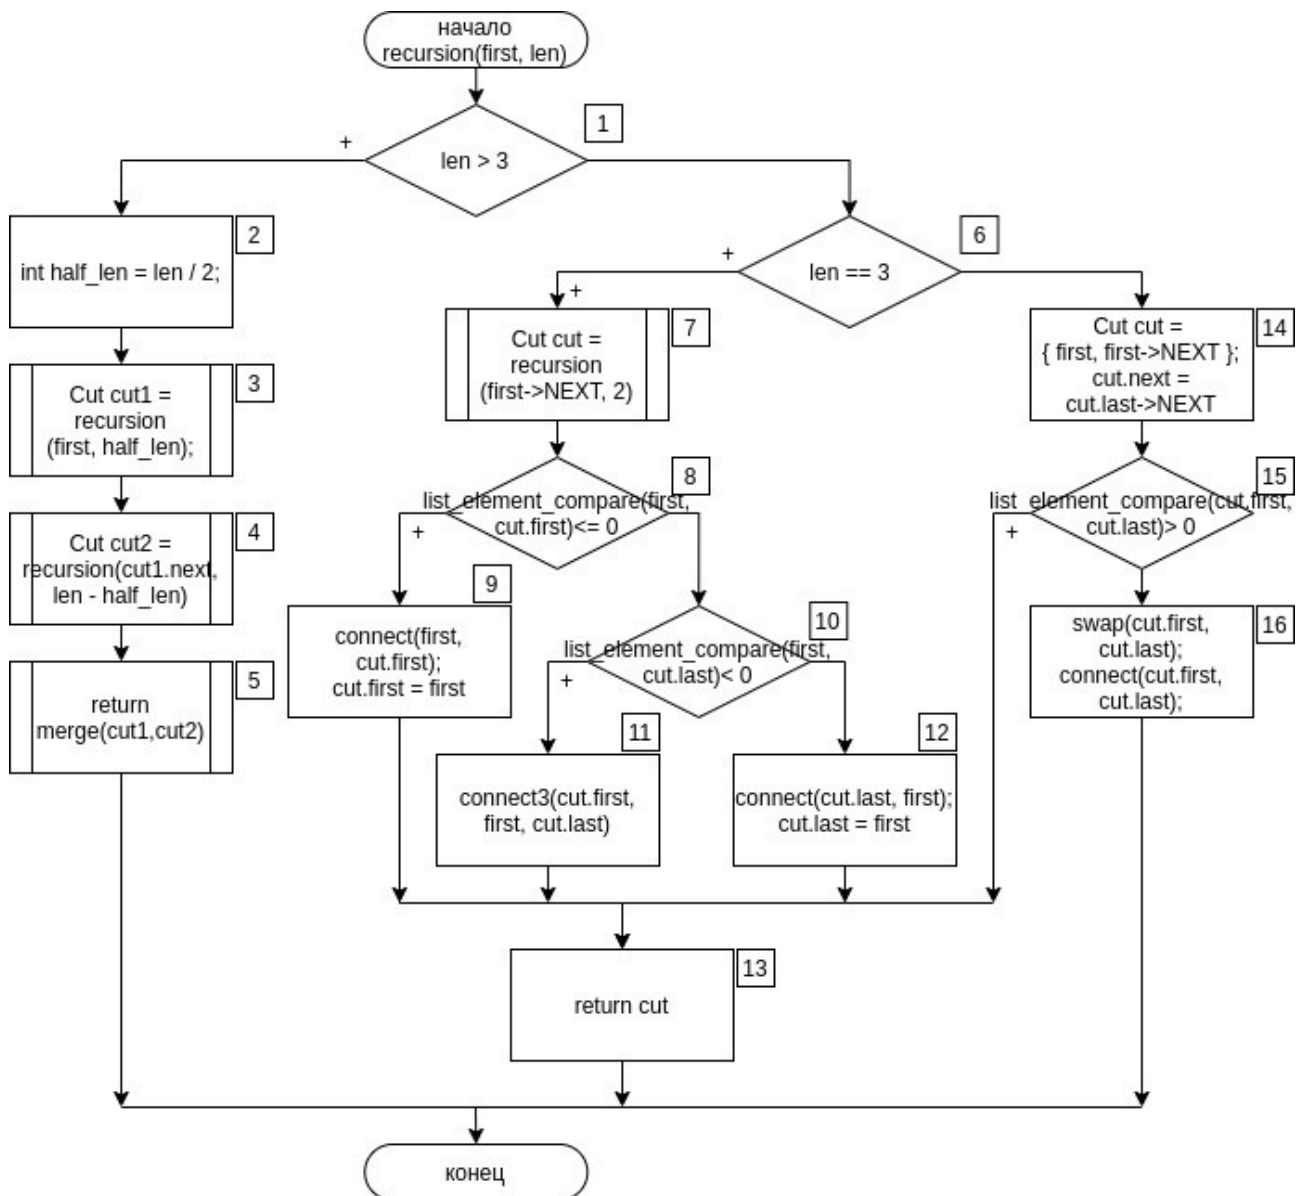 начало
recursion(first, len)
1
+
len > 3
2
int half_len = len / 2;
6
+
len == 3
+
3
Cut cut1 =
recursion
(first, half_len);
7
Cut cut =
recursion
(first->NEXT, 2)
14
Cut cut =
{ first, first->NEXT };
cut.next =
cut.last->NEXT
4
Cut cut2 =
recursion(cut1.next,
len - half_len)
8
list_element_compare(first,
cut.first)<= 0
+
15
list_element_compare(cut.first,
cut.last)> 0
+
5
return
merge(cut1,cut2)
9
connect(first,
cut.first);
cut.first = first
10
list_element_compare(first,
cut.last)< 0
+
16
swap(cut.first,
cut.last);
connect(cut.first,
cut.last);
11
connect3(cut.first,
first, cut.last)
12
connect(cut.last, first);
cut.last = first
13
return cut
конец